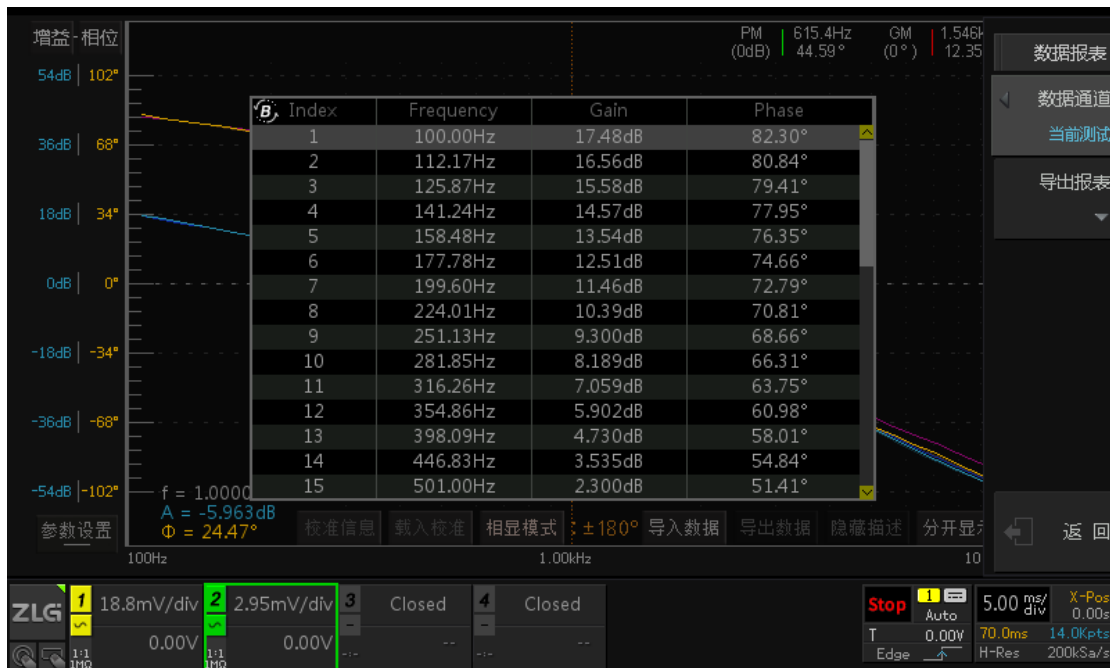 增益-相位
PM 615.4Hz GM 1.546k
(0dB) 44.59° (0°) 12.35
数据报表
54dB 102°
数据通道
当前测试
B Index Frequency Gain Phase
1 100.00Hz 17.48dB 82.30°
2 112.17Hz 16.56dB 80.84°
36dB 68°
3 125.87Hz 15.58dB 79.41°
导出报表
4 141.24Hz 14.57dB 77.95°
18dB 34°
5 158.48Hz 13.54dB 76.35°
6 177.78Hz 12.51dB 74.66°
0dB 0°
7 199.60Hz 11.46dB 72.79°
8 224.01Hz 10.39dB 70.81°
9 251.13Hz 9.300dB 68.66°
-18dB -34°
10 281.85Hz 8.189dB 66.31°
11 316.26Hz 7.059dB 63.75°
12 354.86Hz 5.902dB 60.98°
-36dB -68°
13 398.09Hz 4.730dB 58.01°
14 446.83Hz 3.535dB 54.84°
15 501.00Hz 2.300dB 51.41°
-54dB -102°
f = 1.0000
A = -5.963dB
Φ = 24.47°
参数设置 校准信息 载入校准 相显模式 : ±180° 导入数据 导出数据 隐藏描述 分开显示 返回
100Hz 1.00kHz 10
ZLG 1 18.8mV/div 2 2.95mV/div 3 Closed 4 Closed
0.00V 0.00V -- --
1:1 1:1 -:- -:-
1MΩ 1MΩ
Stop 1 Auto 5.00 ms/div X-Pos 0.00s
T 0.00V 70.0ms 14.0Kpts
Edge H-Res 200kSa/s